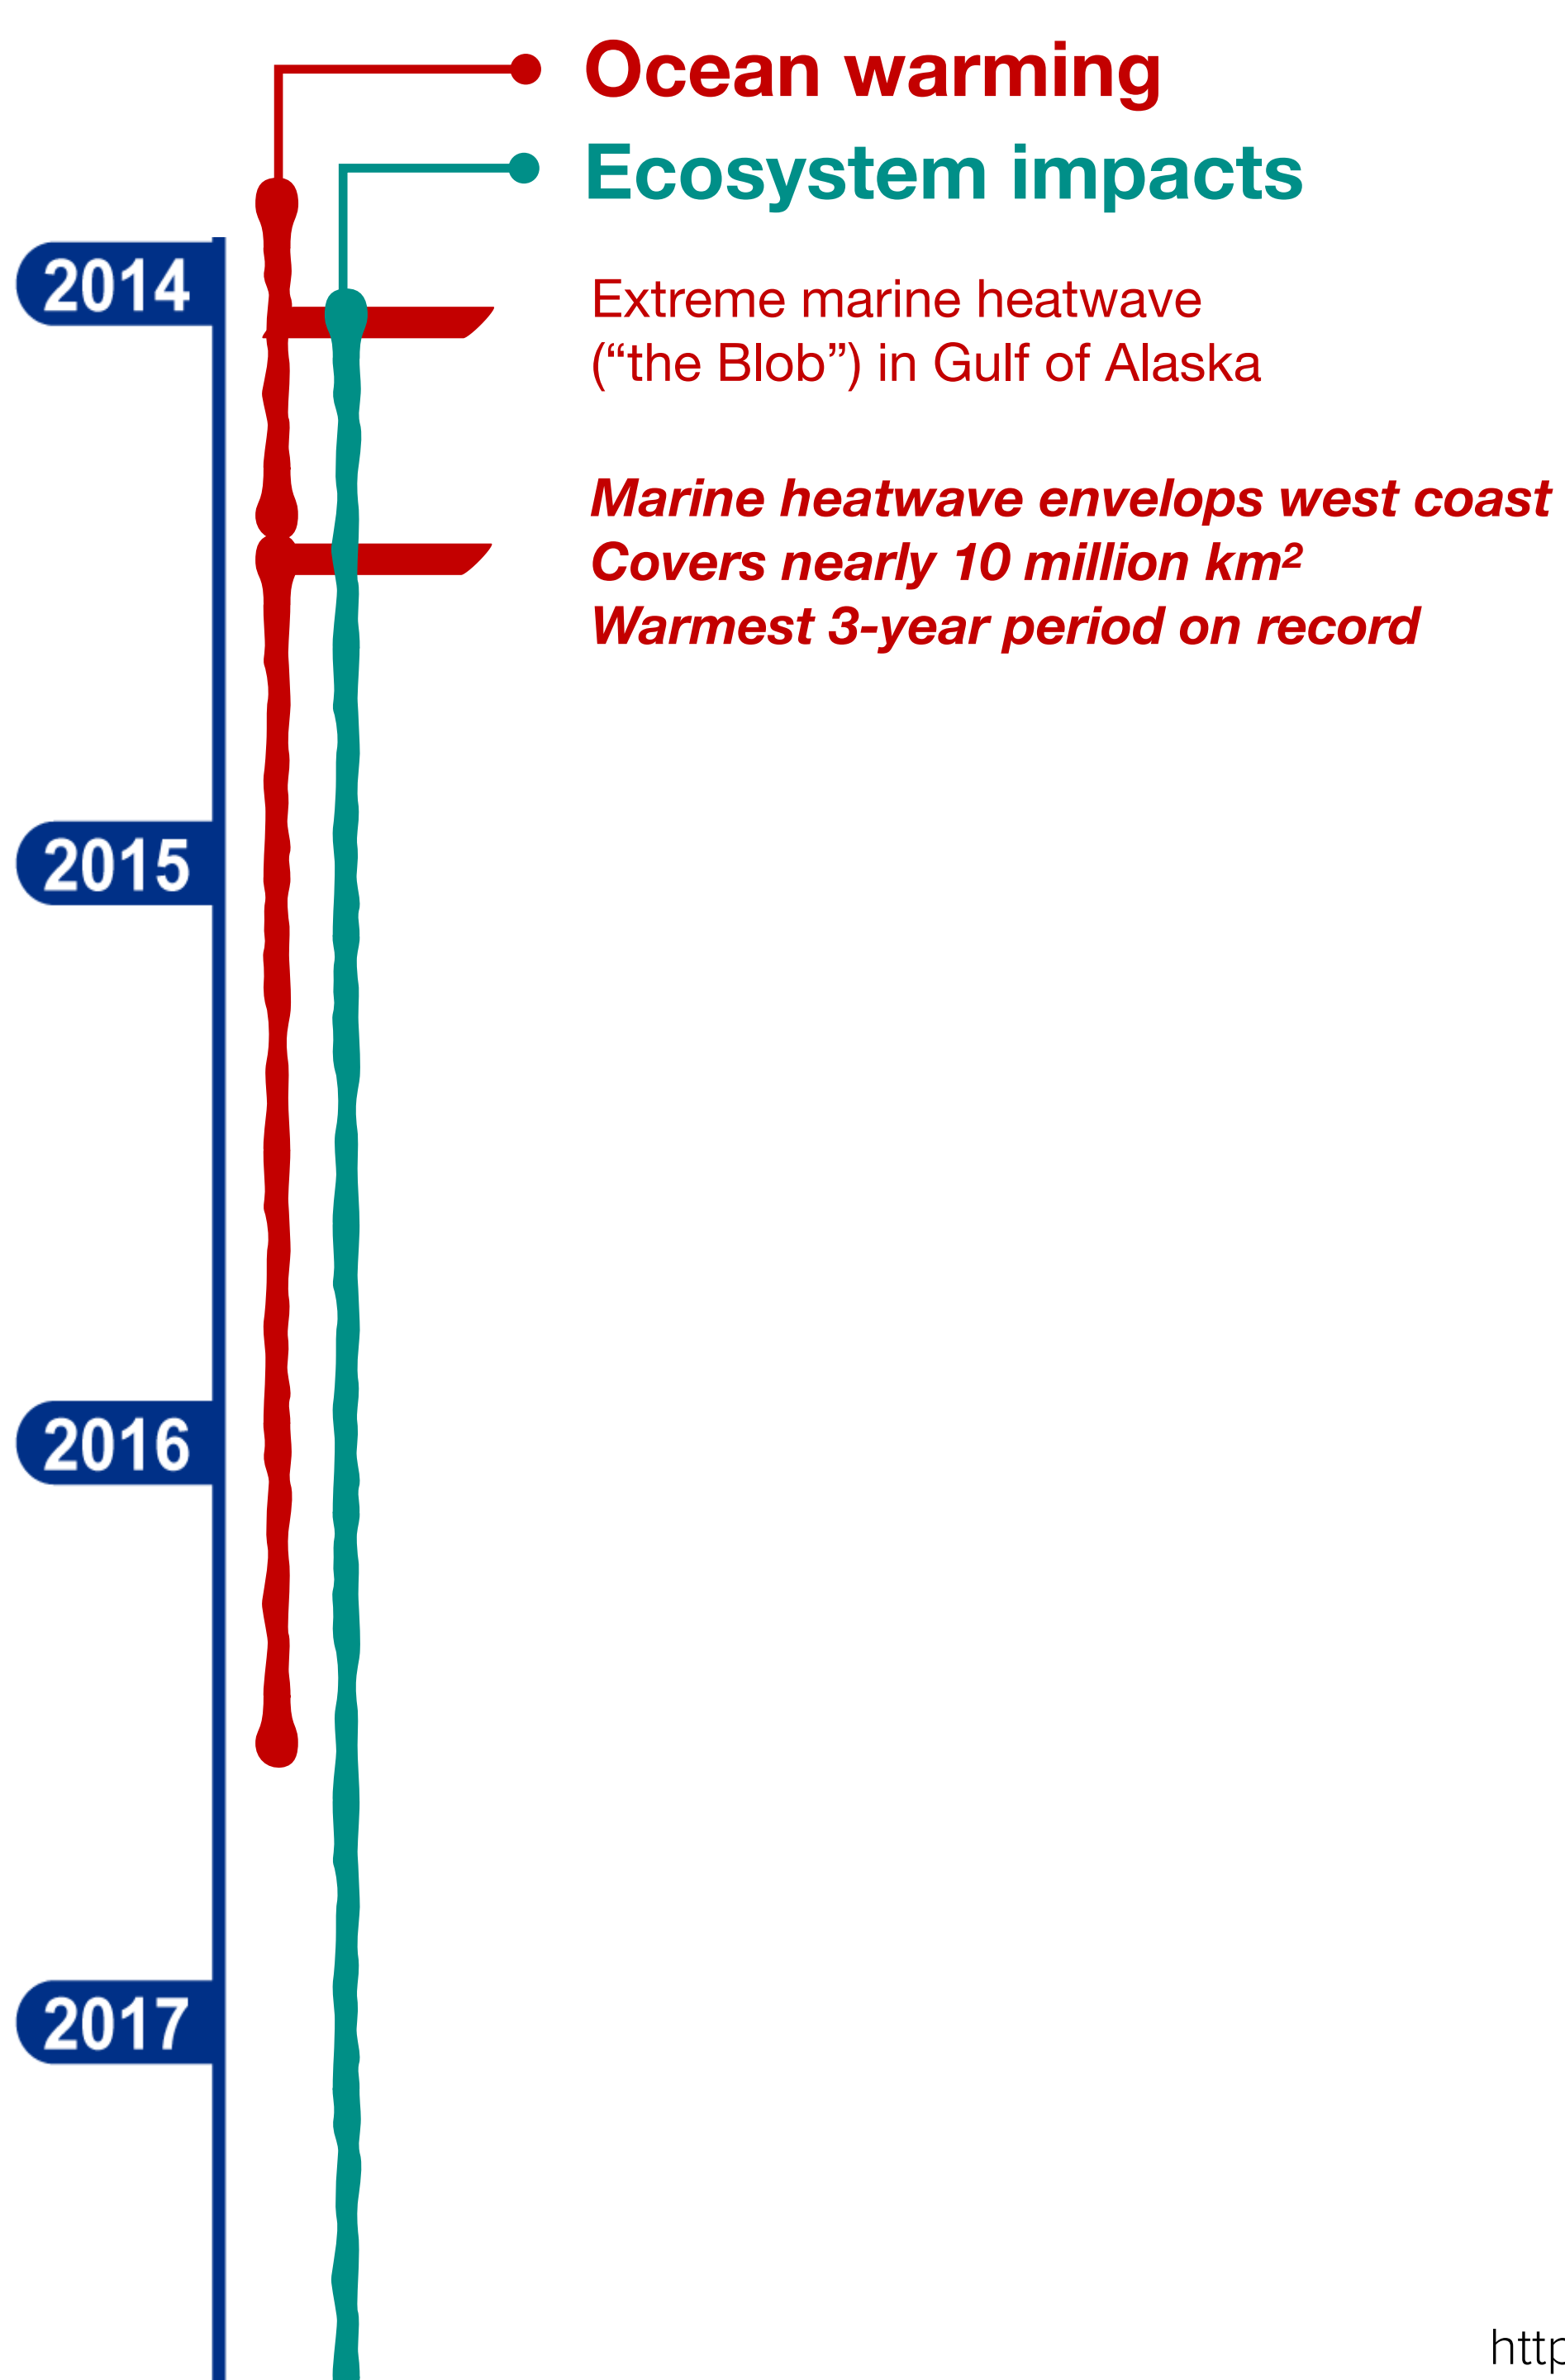 Ocean warming
Ecosystem impacts
2014
Extreme marine heatwave
(“the Blob”) in Gulf of Alaska
Marine heatwave envelops west coast
Covers nearly 10 million km²
Warmest 3-year period on record
2015
2016
2017
http